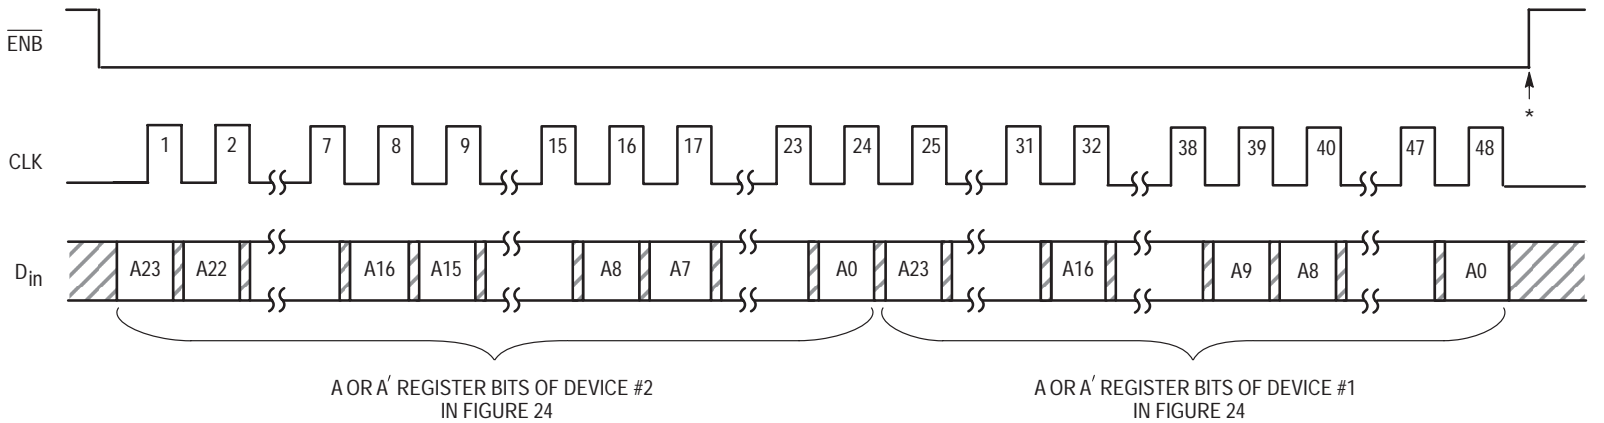 ENB
*
CLK 1 2 7 8 9 15 16 17 23 24 25 31 32 38 39 40 47 48
Din A23 A22 A16 A15 A8 A7 A0 A23 A16 A9 A8 A0
A OR A′ REGISTER BITS OF DEVICE #2
IN FIGURE 24
A OR A′ REGISTER BITS OF DEVICE #1
IN FIGURE 24